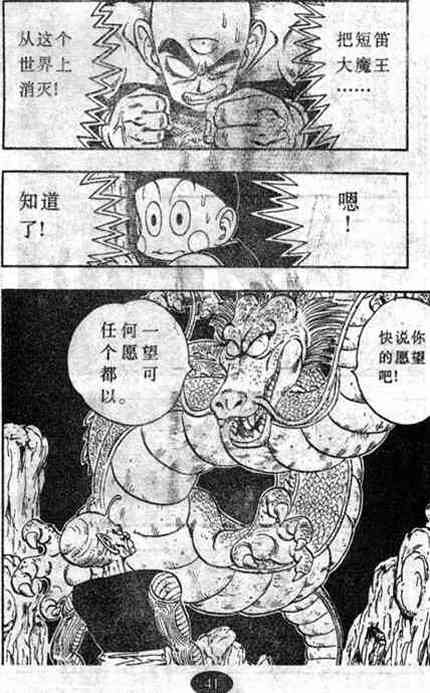 把短笛
大魔王
……
从这个
世界上
消灭!
嗯
!
知道
了!
快说你
的愿望
吧!
任何一
个愿望
都可
以。
41